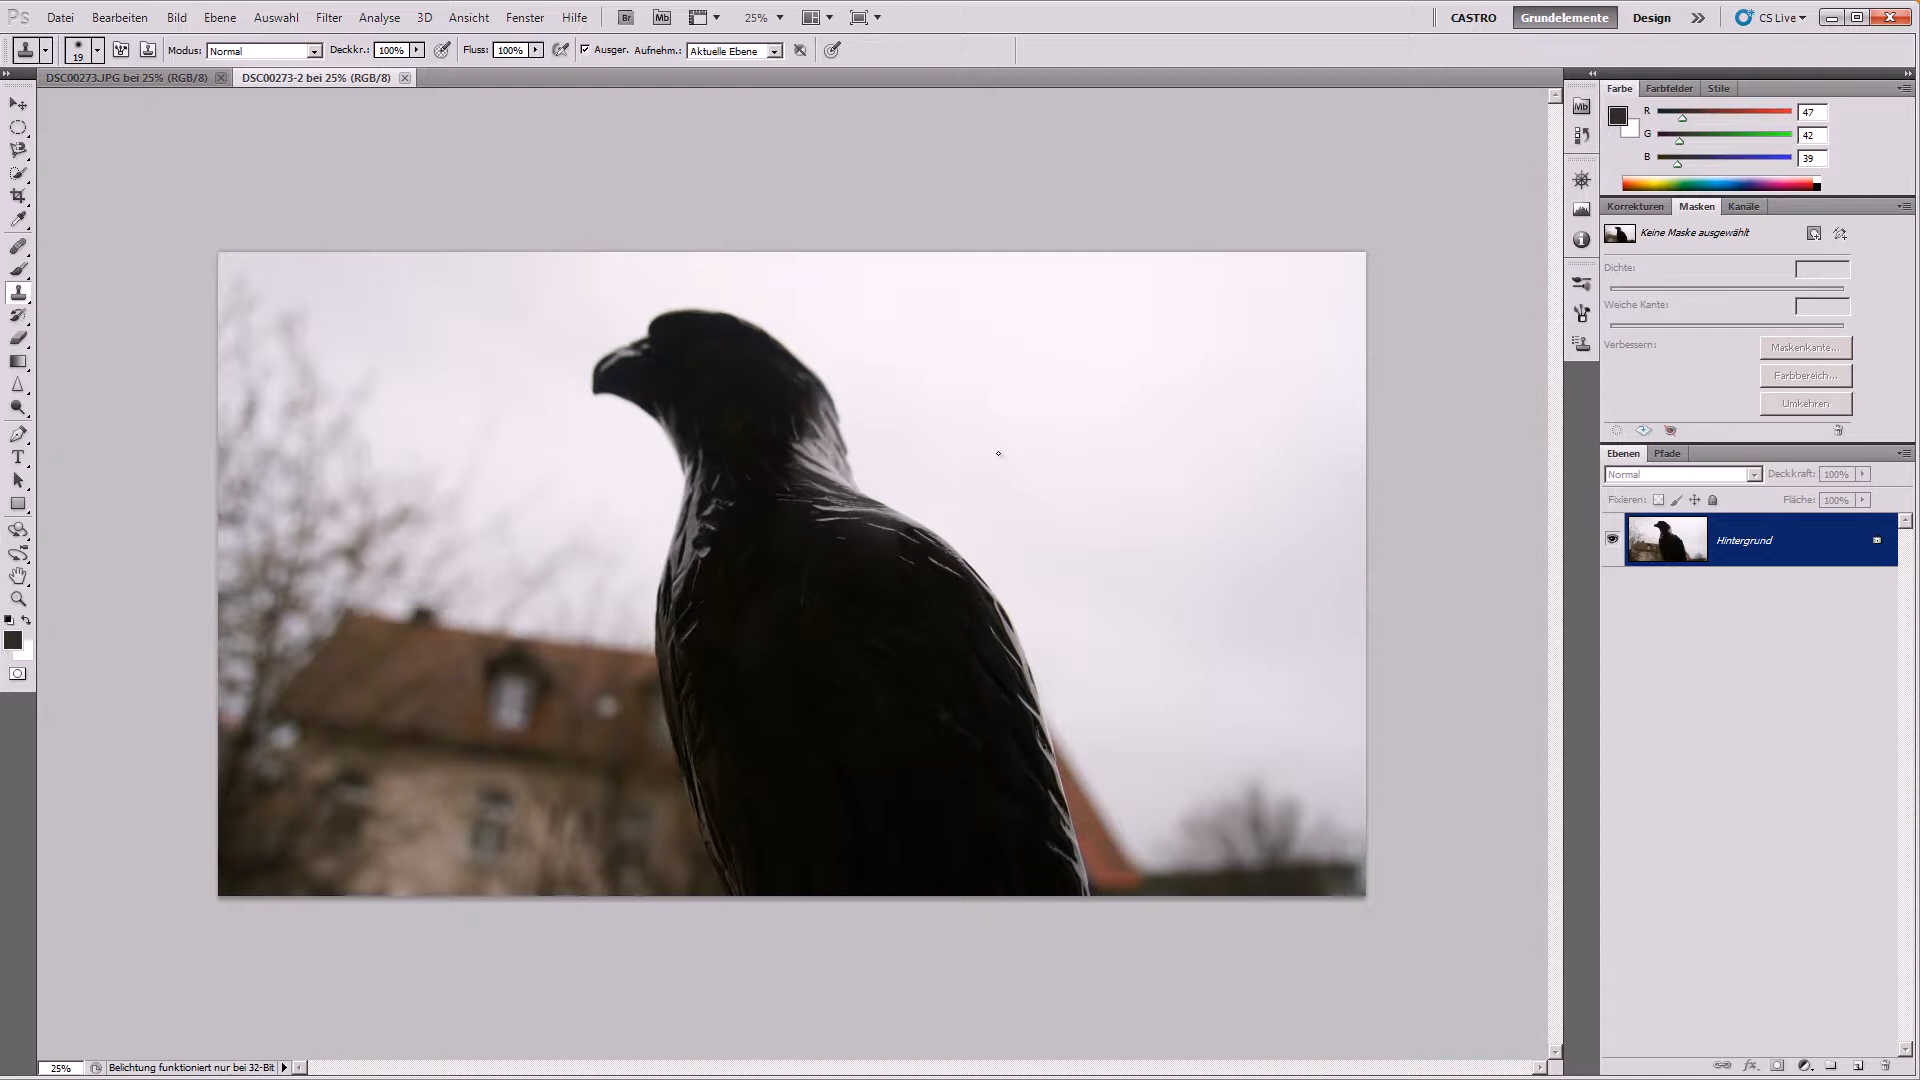 Ps Datei Bearbeiten Bild Ebene Auswahl Filter Analyse 3D Ansicht Fenster Hilfe Br Mb 25% CASTRO Grundelemente Design CS Live
19 Modus: Normal Deckkr.: 100% Fluss: 100% Ausger. Aufnehm.: Aktuelle Ebene
DSC00273.JPG bei 25% (RGB/8) DSC00273-2 bei 25% (RGB/8)
Farbe Farbfelder Stile
Mb
R 47
G 42
B 39
Korrekturen Masken Kanäle
Keine Maske ausgewählt
Dichte:
Weiche Kante:
Verbessern: Maskenkante...
Farbbereich...
Umkehren
Ebenen Pfade
Normal Deckkraft: 100%
Fixieren: Fläche: 100%
Hintergrund
T
fx
25% Belichtung funktioniert nur bei 32-Bit